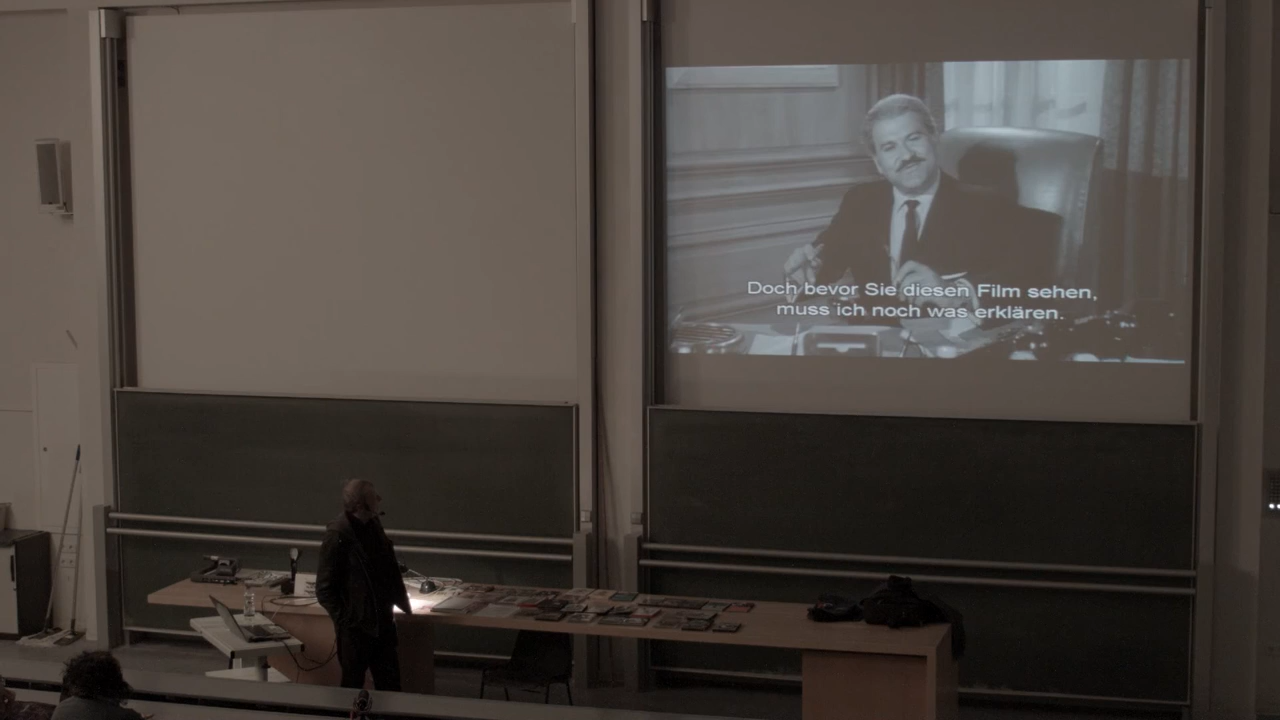 Doch bevor Sie diesen Film sehen,
muss ich noch was erklären.